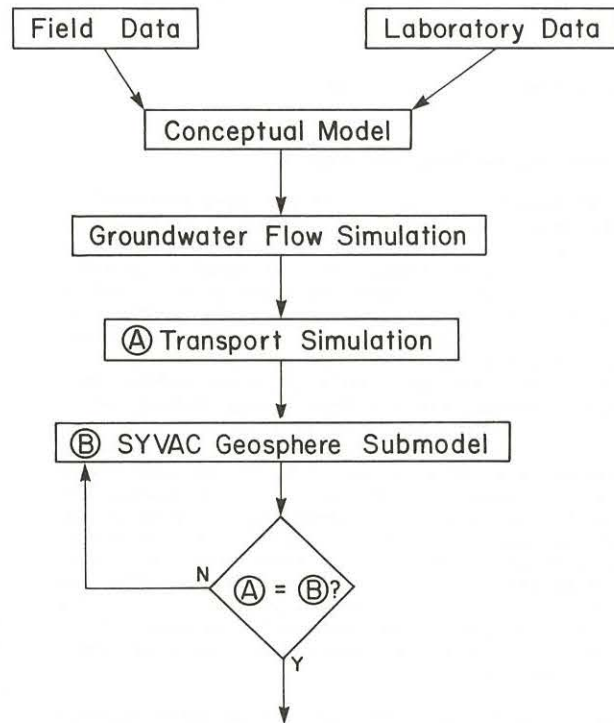 Field Data
Laboratory Data
Conceptual Model
Groundwater Flow Simulation
Ⓐ Transport Simulation
Ⓑ SYVAC Geosphere Submodel
N
Ⓐ = Ⓑ?
Y